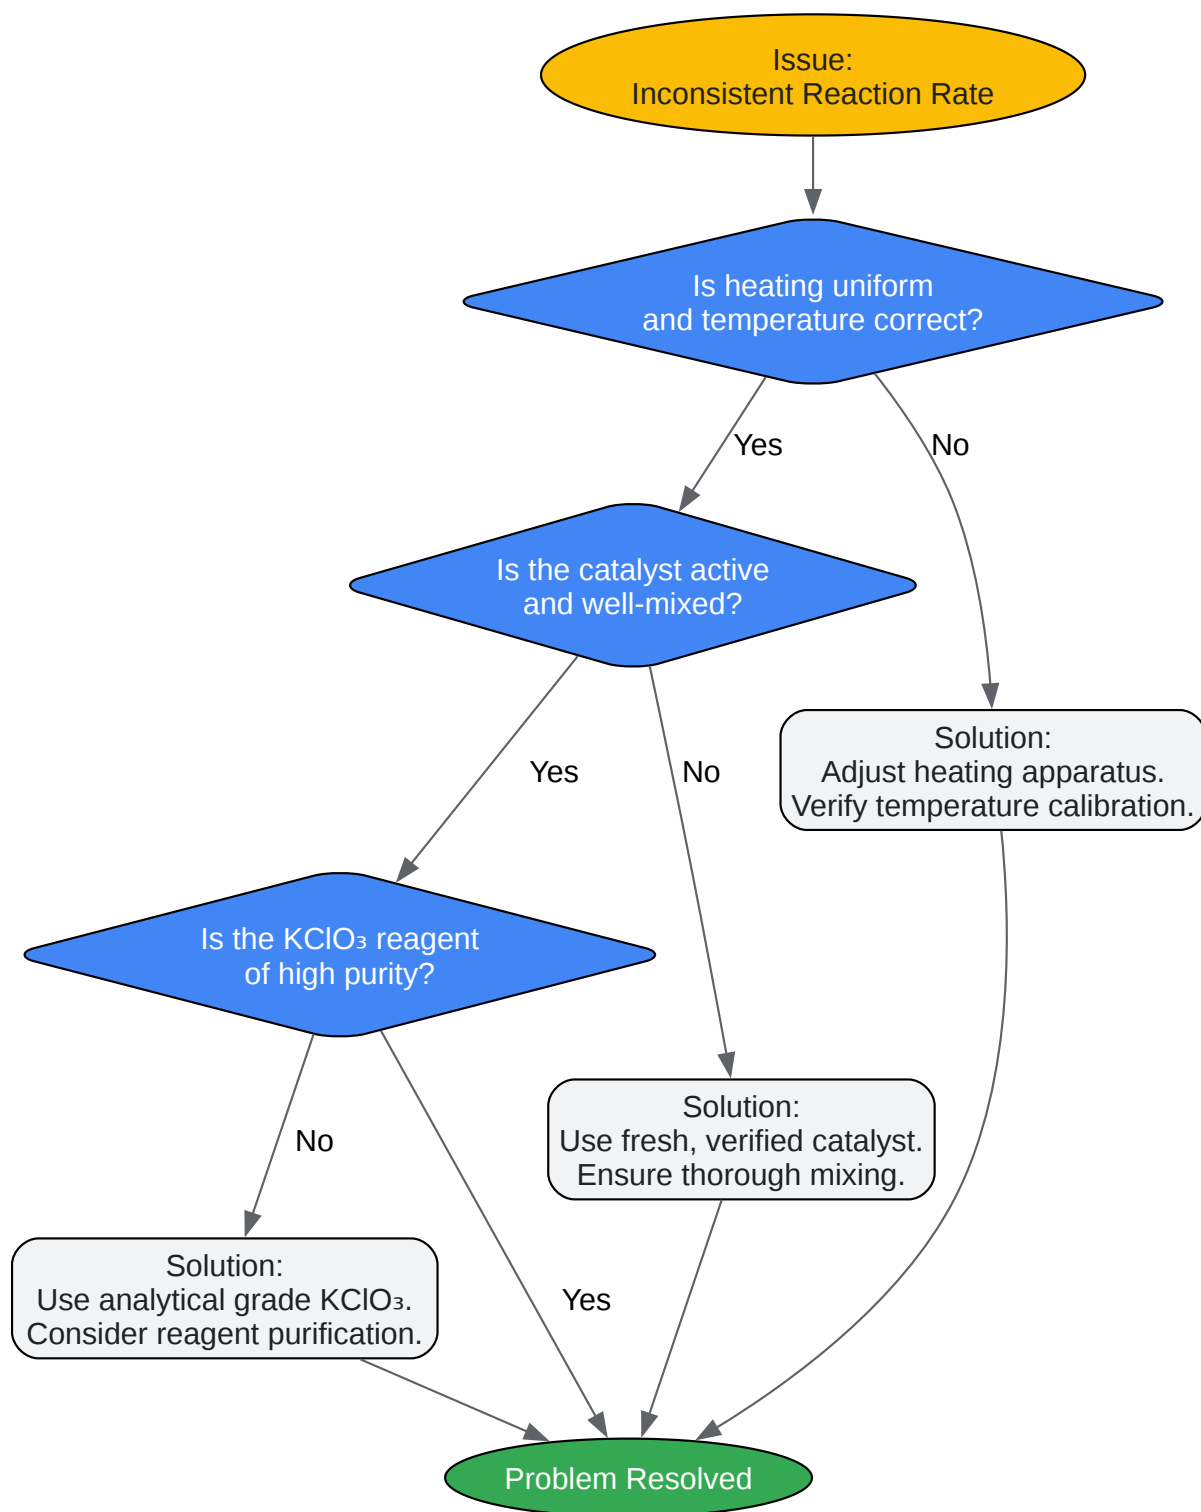 Issue:
Inconsistent Reaction Rate
Is heating uniform
and temperature correct?
Yes
No
Is the catalyst active
and well-mixed?
Solution:
Adjust heating apparatus.
Verify temperature calibration.
Yes
No
Is the KClO₃ reagent
of high purity?
Solution:
Use fresh, verified catalyst.
Ensure thorough mixing.
No
Yes
Solution:
Use analytical grade KClO₃.
Consider reagent purification.
Problem Resolved